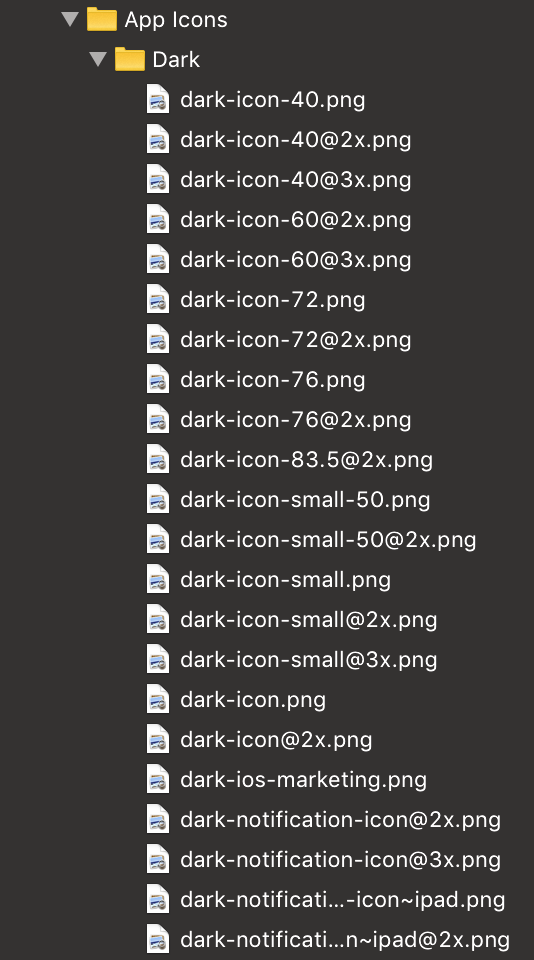 App Icons
Dark
dark-icon-40.png
dark-icon-40@2x.png
dark-icon-40@3x.png
dark-icon-60@2x.png
dark-icon-60@3x.png
dark-icon-72.png
dark-icon-72@2x.png
dark-icon-76.png
dark-icon-76@2x.png
dark-icon-83.5@2x.png
dark-icon-small-50.png
dark-icon-small-50@2x.png
dark-icon-small.png
dark-icon-small@2x.png
dark-icon-small@3x.png
dark-icon.png
dark-icon@2x.png
dark-ios-marketing.png
dark-notification-icon@2x.png
dark-notification-icon@3x.png
dark-notificati...-icon~ipad.png
dark-notificati...n~ipad@2x.png